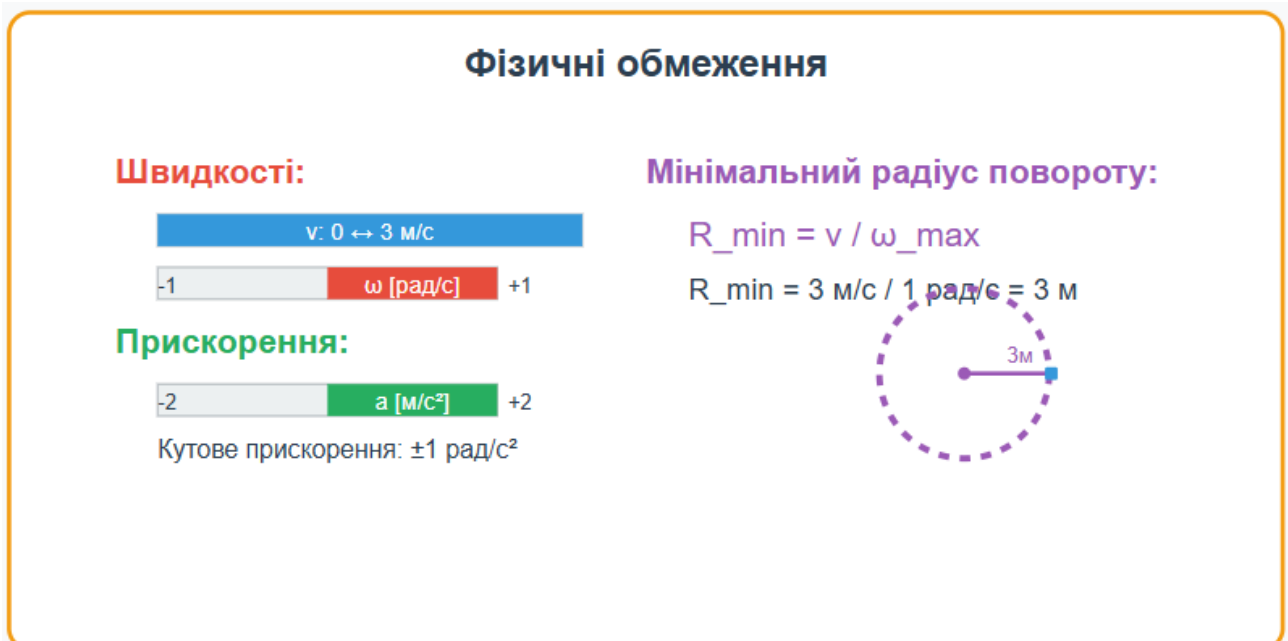 Фізичні обмеження
Швидкості:
v: 0 ↔ 3 м/с
-1 ω [рад/с] +1
Прискорення:
-2 a [м/с²] +2
Кутове прискорення: ±1 рад/с²
Мінімальний радіус повороту:
R_min = v / ω_max
R_min = 3 м/с / 1 рад/с = 3 м
3м